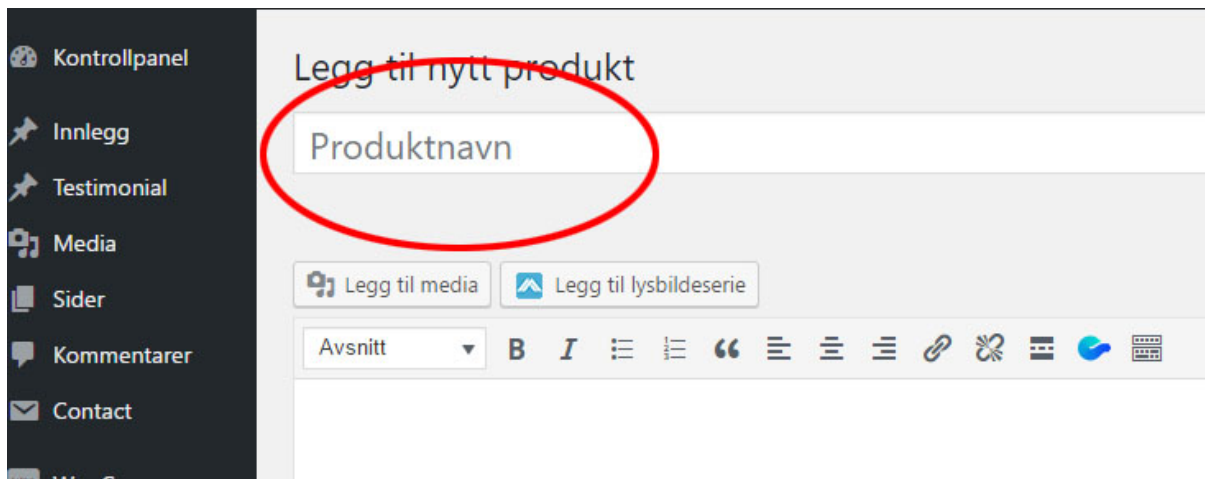 Kontrollpanel
Innlegg
Testimonial
Media
Sider
Kommentarer
Contact
Legg til nytt produkt
Produktnavn
Legg til media
Legg til lysbildeserie
Avsnitt
B I